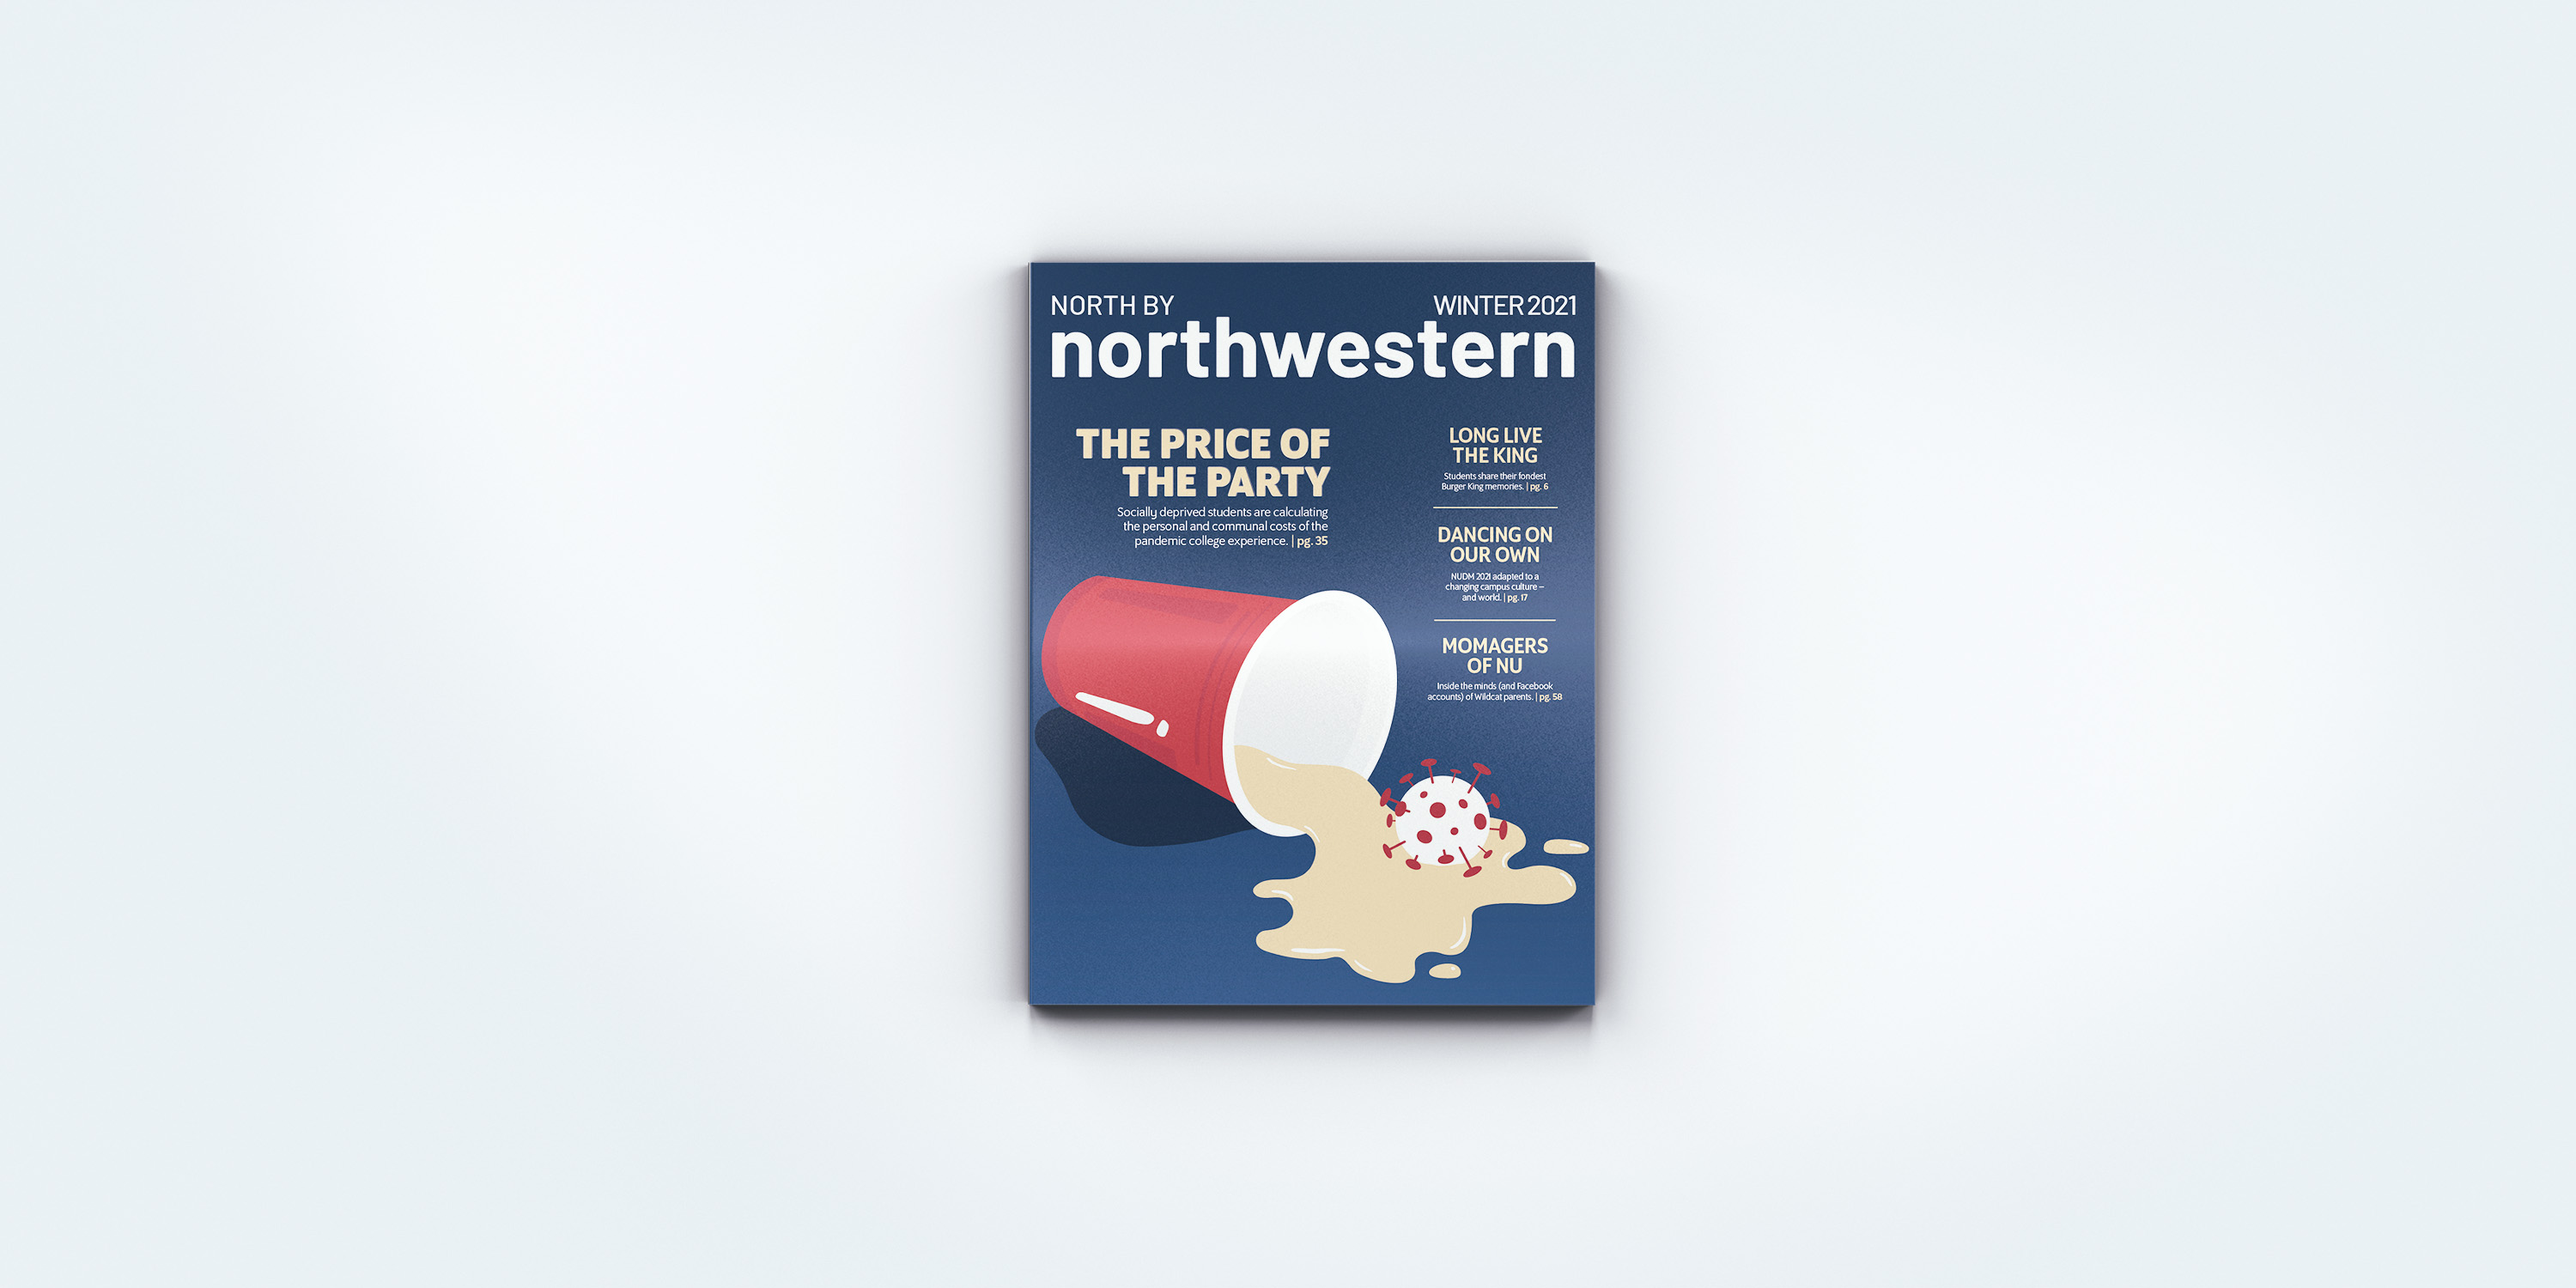 NORTH BY
WINTER 2021
northwestern
THE PRICE OF
THE PARTY
Socially deprived students are calculating
the personal and communal costs of the
pandemic college experience. | pg. 35
LONG LIVE
THE KING
Students share their fondest
Burger King memories. | pg. 6
DANCING ON
OUR OWN
NUDM 2021 adapted to a
changing campus culture –
and world. | pg. 17
MOMAGERS
OF NU
Inside the minds (and Facebook
accounts) of Wildcat parents. | pg. 58